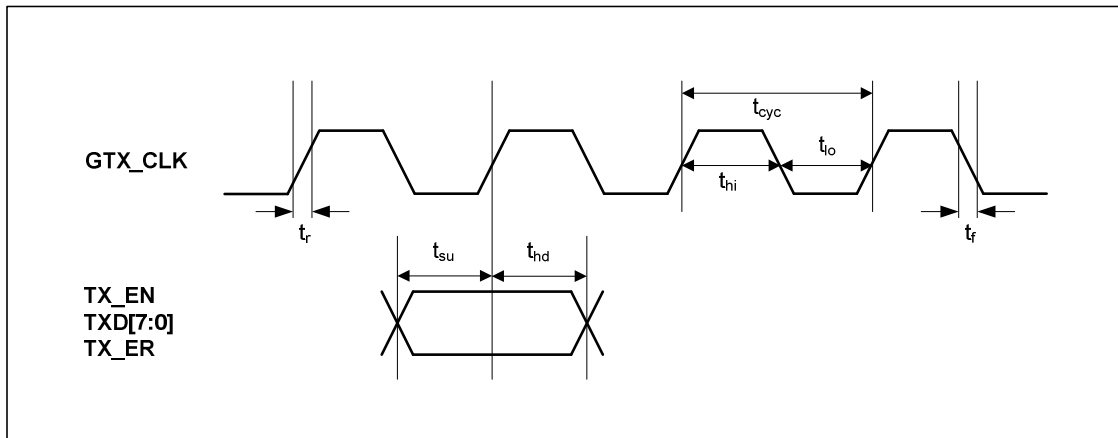 t_cyc
GTX_CLK
t_lo
t_hi
t_r
t_f
t_su
t_hd
TX_EN
TXD[7:0]
TX_ER